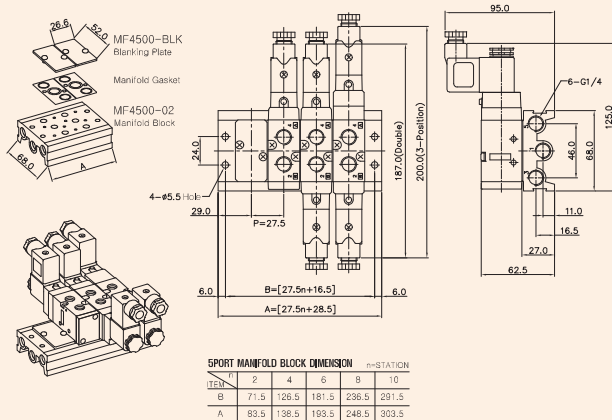 26.6
52.0
MF4500-BLK
Blanking Plate
Manifold Gasket
MF4500-02
Manifold Block
68.0
A
24.0
4-ø5.5 Hole
29.0
P=27.5
187.0(Double)
200.0(3-Position)
6.0
B=[27.5n+16.5]
6.0
A=[27.5n+28.5]
95.0
6-G1/4
125.0
46.0
68.0
11.0
16.5
27.0
62.5
5PORT MANIFOLD BLOCK DIMENSION n=STATION
ITEM n 2 4 6 8 10
B 71.5 126.5 181.5 236.5 291.5
A 83.5 138.5 193.5 248.5 303.5